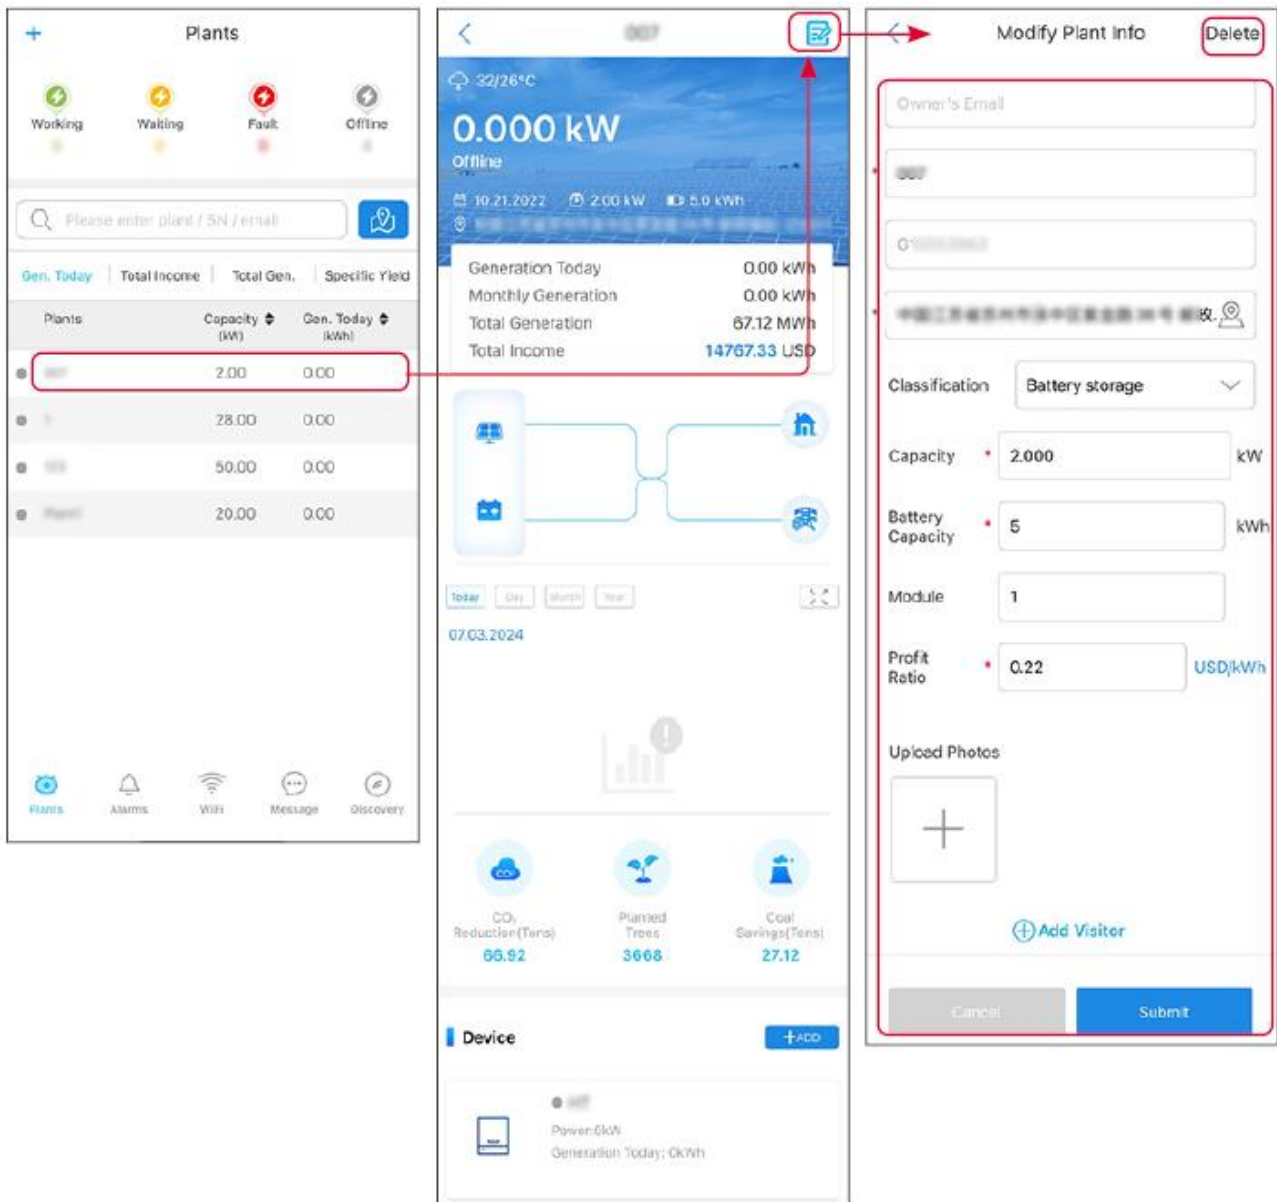 Plants
Working
Waiting
Fault
Offline
Please enter plant / SN / email
Gen. Today
Total Income
Total Gen.
Specific Yield
Plants
Capacity (kW)
Gen. Today (kWh)
2.00 0.00
28.00 0.00
50.00 0.00
20.00 0.00
Plants
Alarms
WiFi
Message
Discovery
007
32/26°C
0.000 kW
Offline
10.21.2022 2.00 kW 5.0 kWh
Generation Today 0.00 kWh
Monthly Generation 0.00 kWh
Total Generation 67.12 MWh
Total Income 14767.33 USD
Today Day Month Year
07.03.2024
CO₂
Reduction(Tons)
66.92
Planted
Trees
3668
Coal
Savings(Tons)
27.12
Device
+ADD
Power:0kW
Generation Today: 0kWh
Modify Plant Info
Delete
Owner's Email
* 007
*
Classification Battery storage
Capacity * 2.000 kW
Battery
Capacity * 5 kWh
Module 1
Profit
Ratio * 0.22 USD/kWh
Upload Photos
Add Visitor
Cancel
Submit